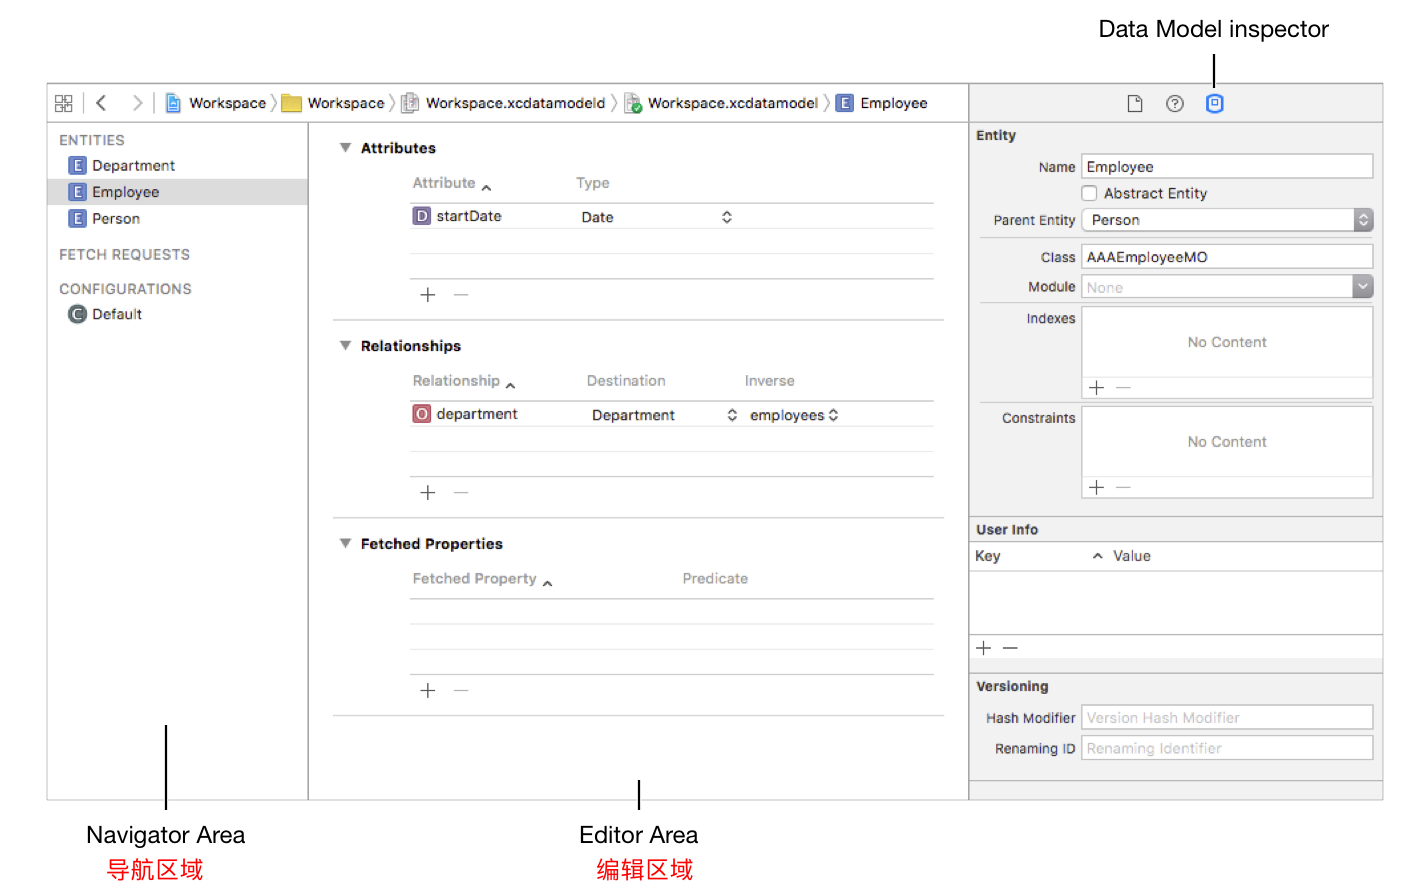 Data Model inspector
Workspace Workspace Workspace.xcdatamodeld Workspace.xcdatamodel E Employee
ENTITIES
E Department
E Employee
E Person
FETCH REQUESTS
CONFIGURATIONS
C Default
Attributes
Attribute Type
D startDate Date
Relationships
Relationship Destination Inverse
O department Department employees
Fetched Properties
Fetched Property Predicate
Entity
Name Employee
Abstract Entity
Parent Entity Person
Class AAAEmployeeMO
Module None
Indexes
No Content
Constraints
No Content
User Info
Key Value
Versioning
Hash Modifier Version Hash Modifier
Renaming ID Renaming Identifier
Navigator Area
导航区域
Editor Area
编辑区域